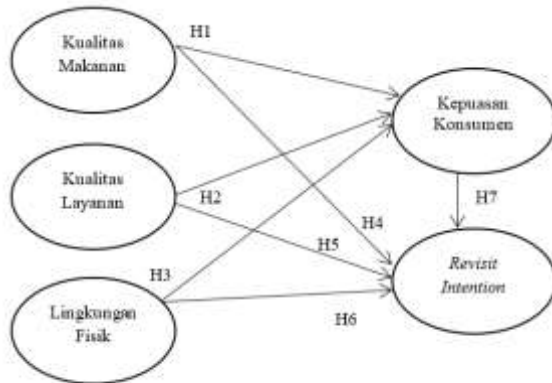 Kualitas
Makanan
H1
Kepuasan
Konsumen
Kualitas
Layanan
H2
H7
H4
H5
H3
Revisit
Intention
Lingkungan
Fisik
H6